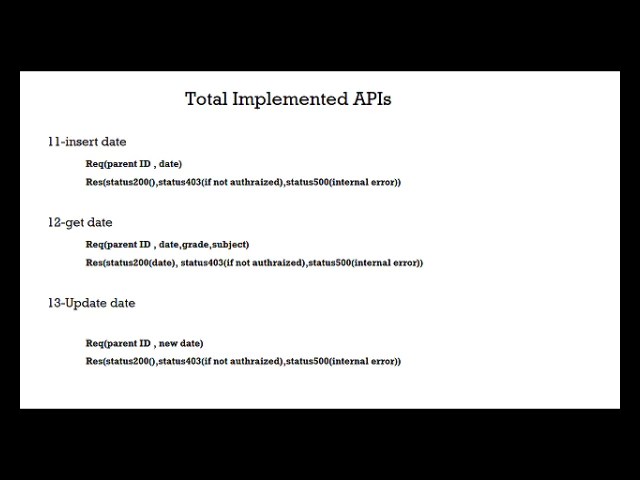 Total Implemented APIs
11-insert date
Req(parent ID , date)
Res(status200(),status403(if not authraized),status500(internal error))
12-get date
Req(parent ID , date,grade,subject)
Res(status200(date), status403(if not authraized),status500(internal error))
13-Update date
Req(parent ID , new date)
Res(status200(),status403(if not authraized),status500(internal error))